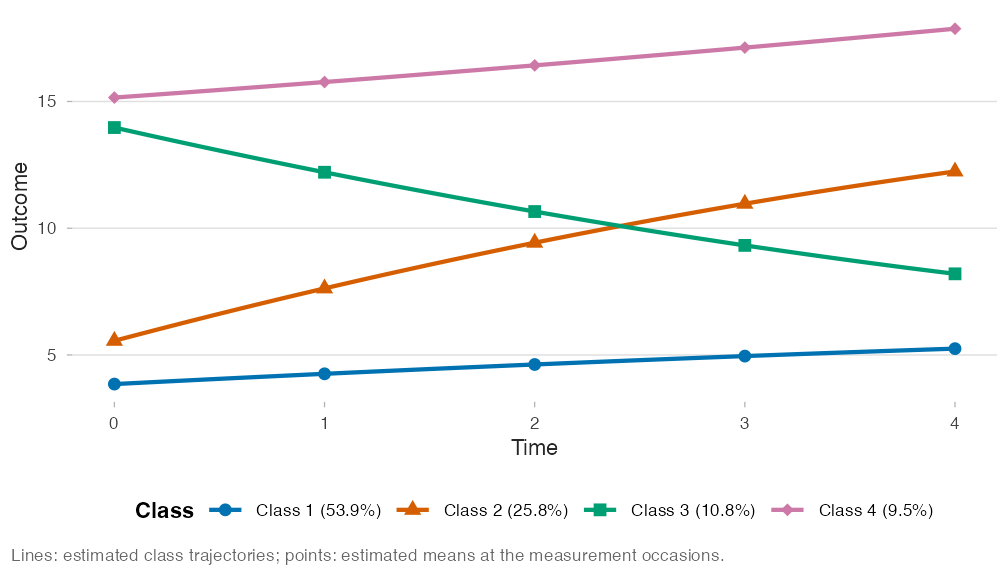 Outcome
15
10
5
0 1 2 3 4
Time
Class Class 1 (53.9%) Class 2 (25.8%) Class 3 (10.8%) Class 4 (9.5%)
Lines: estimated class trajectories; points: estimated means at the measurement occasions.